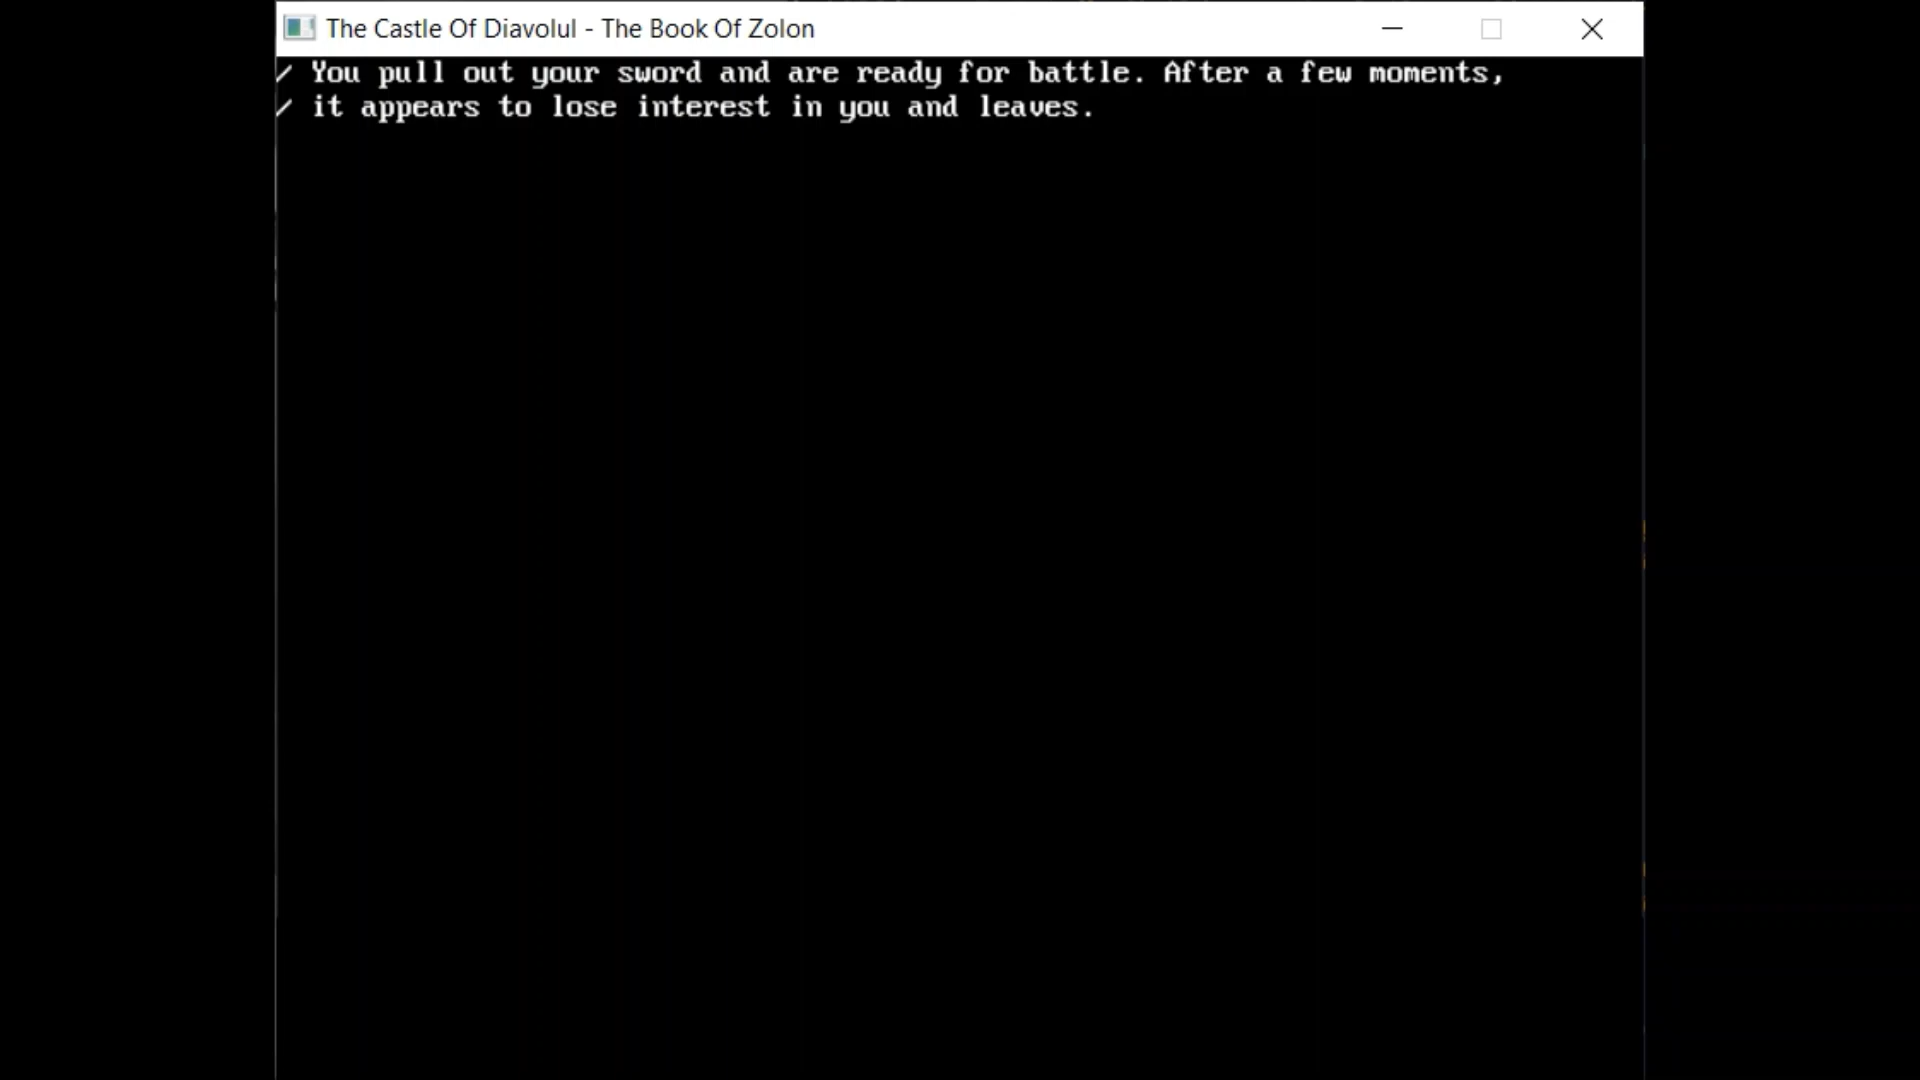 The Castle Of Diavolul - The Book Of Zolon
/ You pull out your sword and are ready for battle. After a few moments,
/ it appears to lose interest in you and leaves.